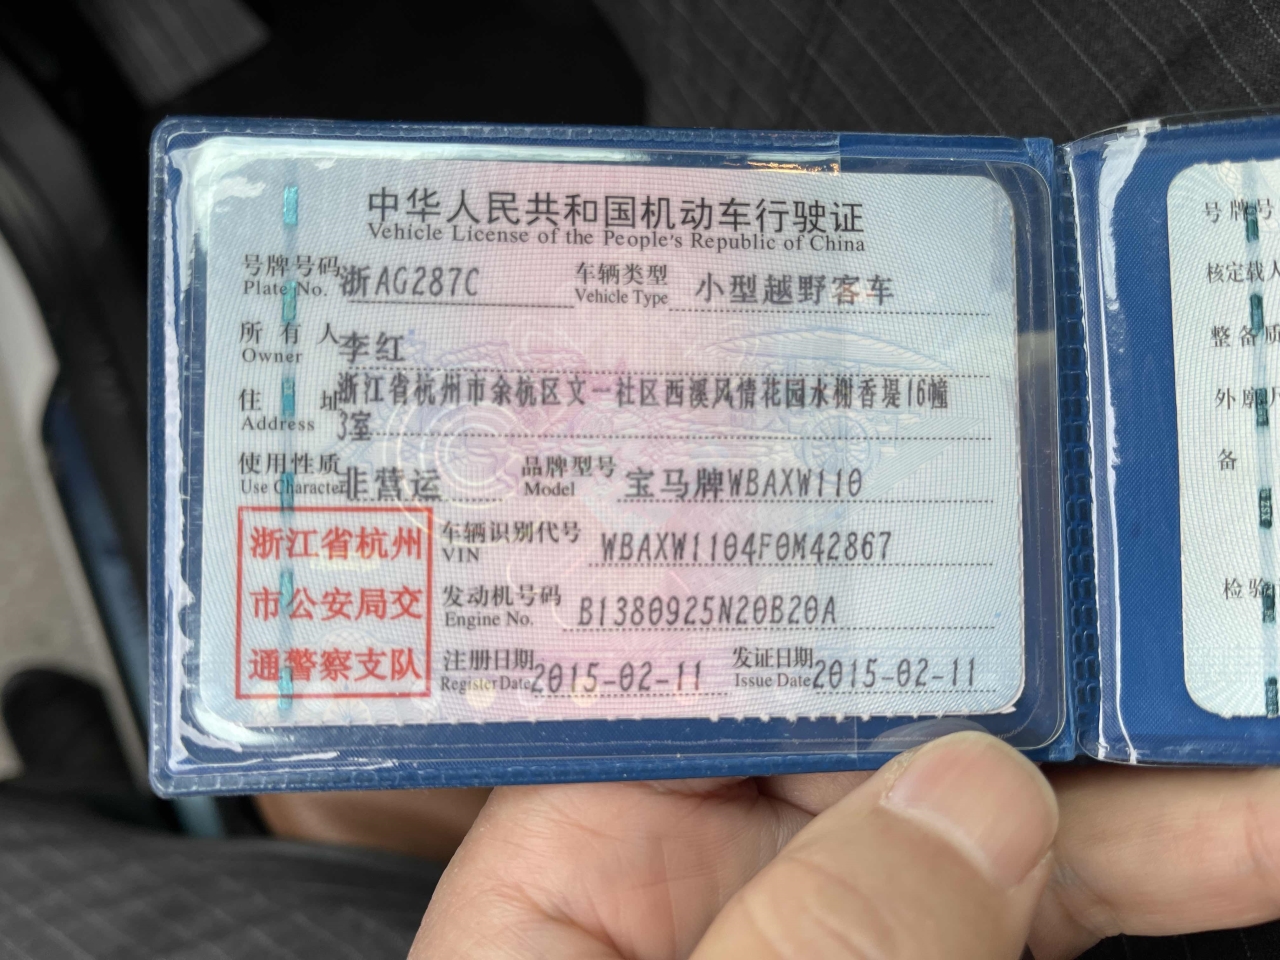 中华人民共和国机动车行驶证
Vehicle License of the People's Republic of China
号牌号码 浙AG287C 车辆类型 小型越野客车
Plate No. Vehicle Type
所有人 李红
Owner
住址 浙江省杭州市余杭区文一社区西溪风情花园水榭香堤16幢
Address 3室
使用性质 非营运 品牌型号 宝马牌WBAXW110
Use Character Model
浙江省杭州
市公安局交
通警察支队
车辆识别代号 WBAXW1104F0M42867
VIN
发动机号码 B1380925N20B20A
Engine No.
注册日期 2015-02-11 发证日期 2015-02-11
Register Date Issue Date
号牌号
核定载人
整备质
外廓尺
备
检验